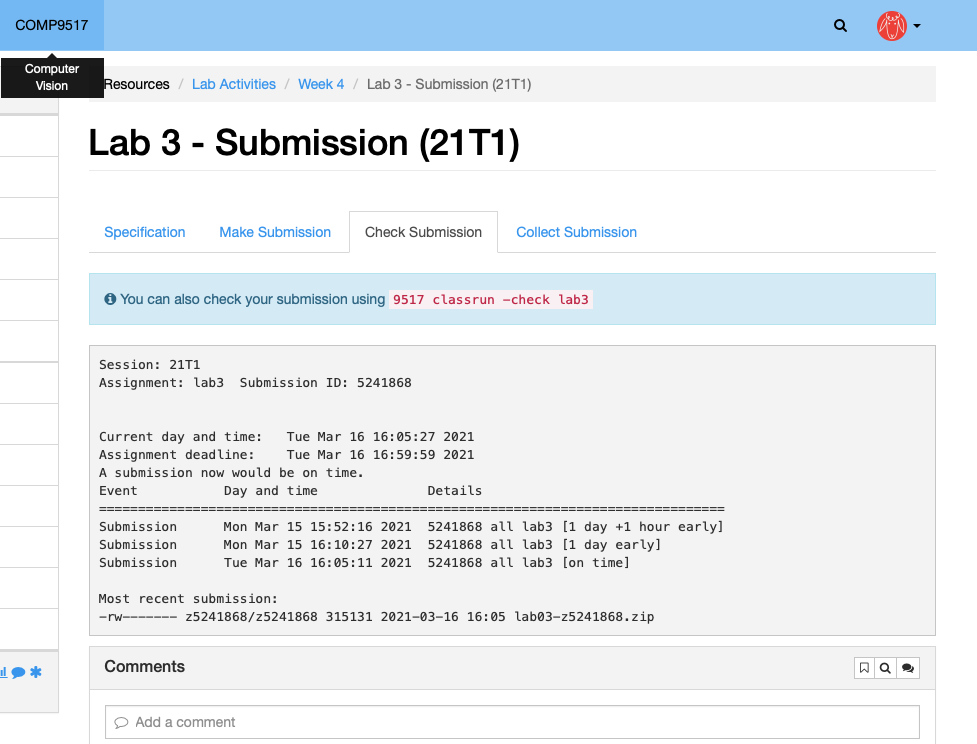 COMP9517
Computer
Vision
Resources / Lab Activities / Week 4 / Lab 3 - Submission (21T1)
Lab 3 - Submission (21T1)
Specification Make Submission Check Submission Collect Submission
You can also check your submission using 9517 classrun -check lab3
Session: 21T1
Assignment: lab3  Submission ID: 5241868
Current day and time:   Tue Mar 16 16:05:27 2021
Assignment deadline:    Tue Mar 16 16:59:59 2021
A submission now would be on time.
Event           Day and time              Details
================================================================================
Submission      Mon Mar 15 15:52:16 2021  5241868 all lab3 [1 day +1 hour early]
Submission      Mon Mar 15 16:10:27 2021  5241868 all lab3 [1 day early]
Submission      Tue Mar 16 16:05:11 2021  5241868 all lab3 [on time]
Most recent submission:
-rw------- z5241868/z5241868 315131 2021-03-16 16:05 lab03-z5241868.zip
Comments
Add a comment